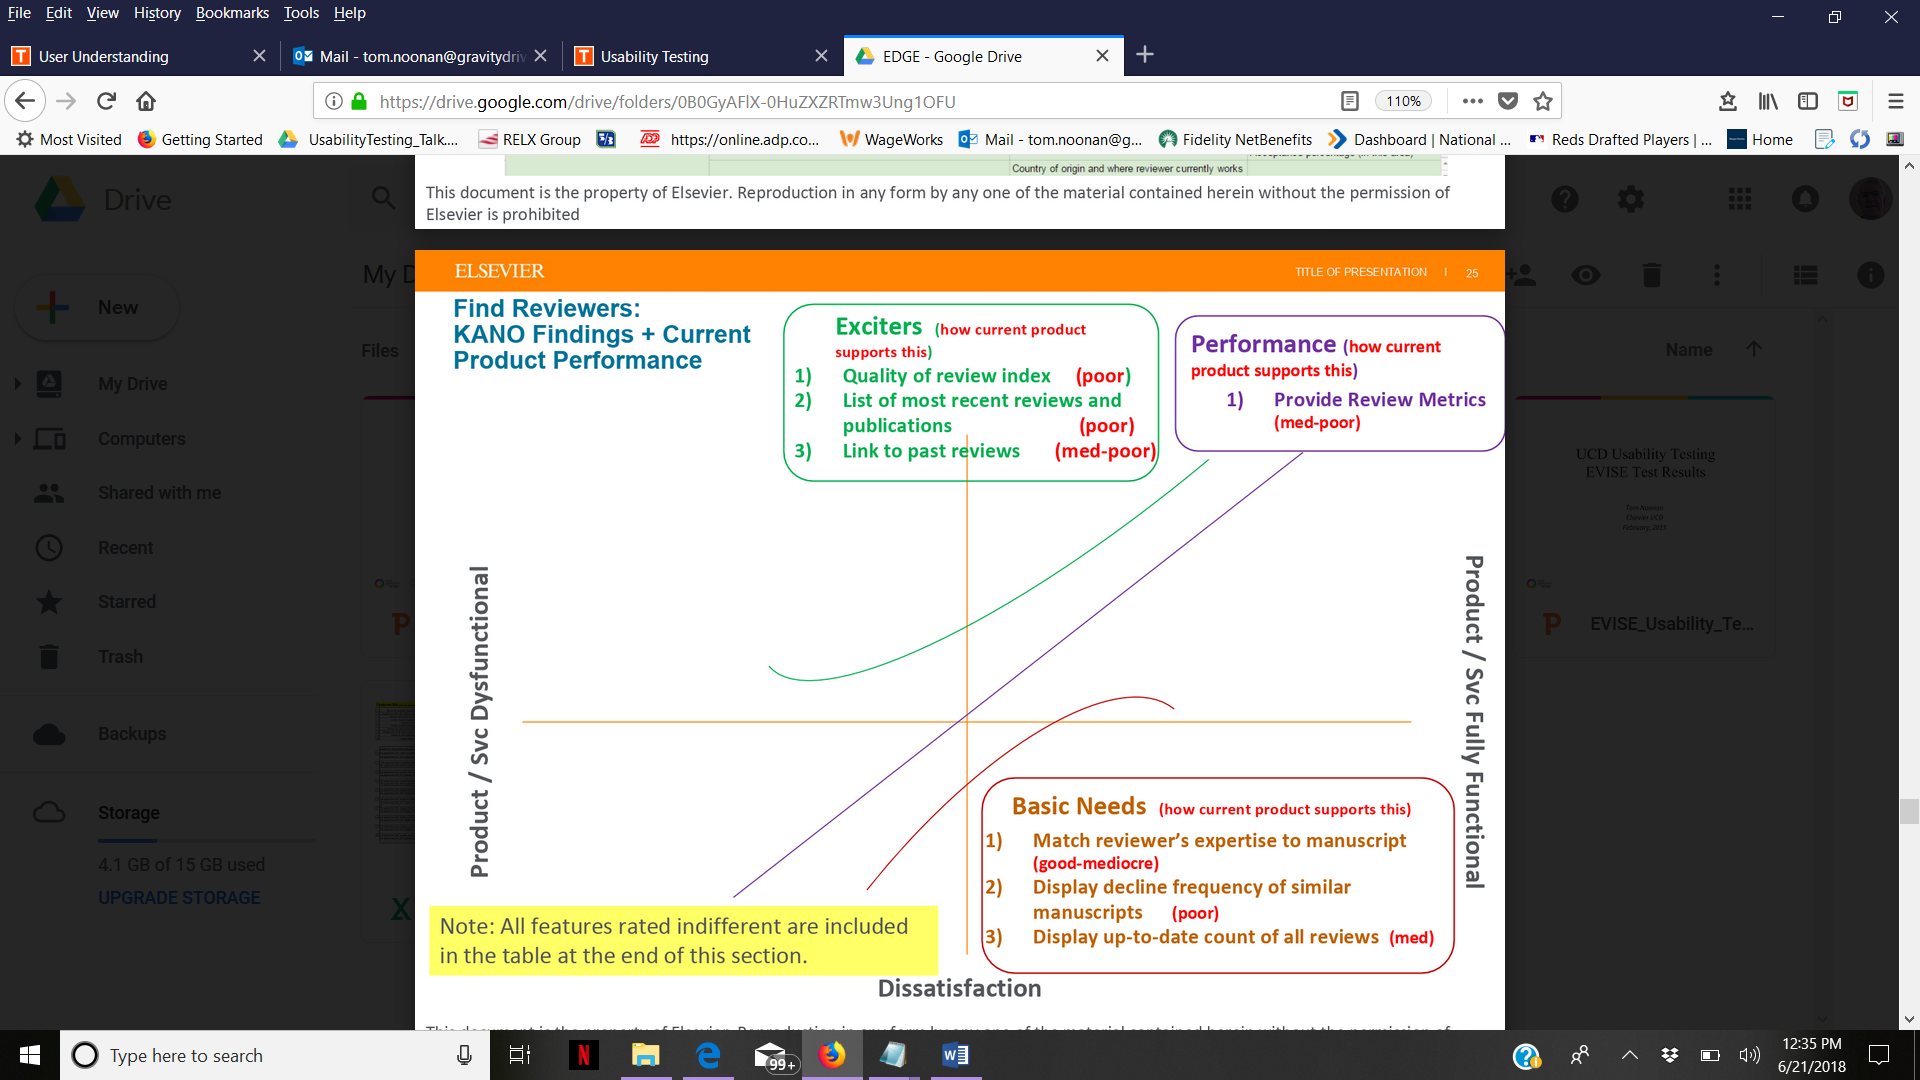 File Edit View History Bookmarks Tools Help
User Understanding
Mail - tom.noonan@gravitydriv
Usability Testing
EDGE - Google Drive
https://drive.google.com/drive/folders/0B0GyAFlX-0HuZXZRTmw3Ung1OFU
110%
Most Visited Getting Started UsabilityTesting_Talk.... RELX Group https://online.adp.co... WageWorks Mail - tom.noonan@g... Fidelity NetBenefits Dashboard | National ... Reds Drafted Players | ... Home
Country of origin and where reviewer currently works
This document is the property of Elsevier. Reproduction in any form by any one of the material contained herein without the permission of
Elsevier is prohibited
Drive
New
My D
Files
Name
My Drive
Computers
Shared with me
Recent
Starred
Trash
Backups
Storage
4.1 GB of 15 GB used
UPGRADE STORAGE
ELSEVIER
TITLE OF PRESENTATION | 25
Find Reviewers:
KANO Findings + Current
Product Performance
Exciters (how current product
supports this)
1) Quality of review index (poor)
2) List of most recent reviews and
publications (poor)
3) Link to past reviews (med-poor)
Performance (how current
product supports this)
1) Provide Review Metrics
(med-poor)
Product / Svc Dysfunctional
Product / Svc Fully Functional
Basic Needs (how current product supports this)
1) Match reviewer’s expertise to manuscript
(good-mediocre)
2) Display decline frequency of similar
manuscripts (poor)
3) Display up-to-date count of all reviews (med)
Note: All features rated indifferent are included
in the table at the end of this section.
Dissatisfaction
UCD Usability Testing
EVISE Test Results
Tom Noonan
Elsevier UCD
February, 2015
EVISE_Usability_Te...
Type here to search
99+
12:35 PM
6/21/2018